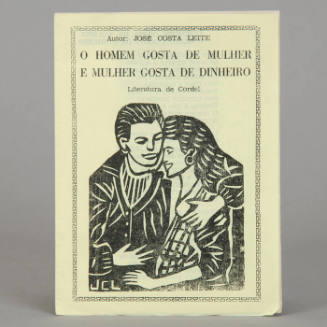 Autor: JOSÉ COSTA LEITE
O HOMEM GOSTA DE MULHER
E MULHER GOSTA DE DINHEIRO
Literatura de Cordel
JCL